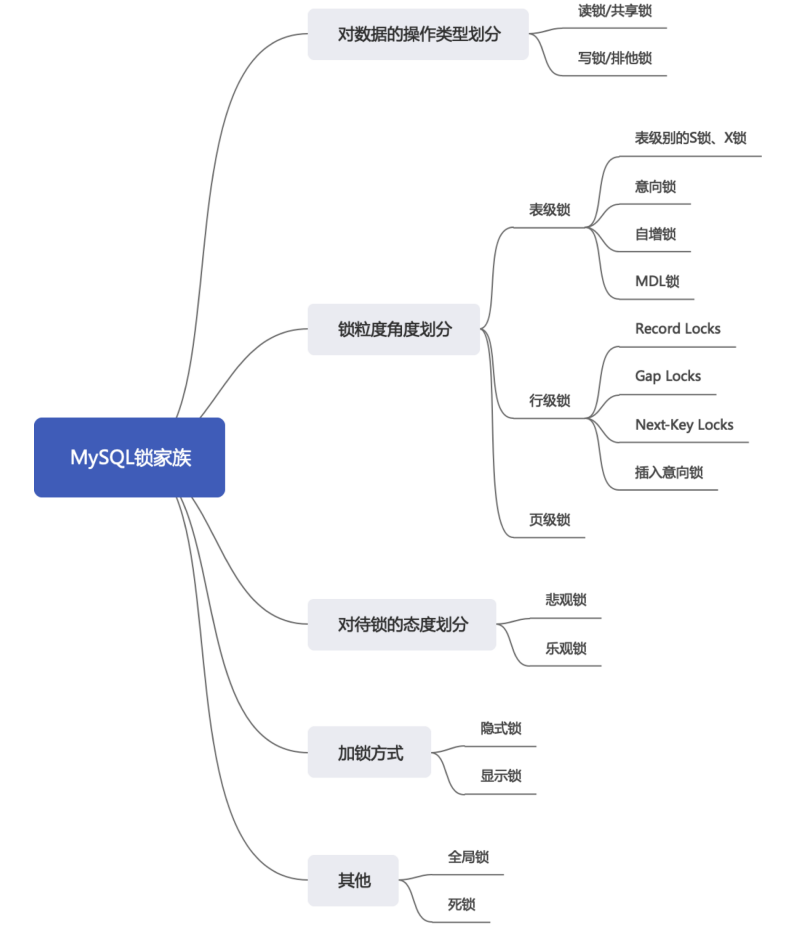 MySQL锁家族
对数据的操作类型划分
读锁/共享锁
写锁/排他锁
锁粒度角度划分
表级锁
表级别的S锁、X锁
意向锁
自增锁
MDL锁
行级锁
Record Locks
Gap Locks
Next-Key Locks
插入意向锁
页级锁
对待锁的态度划分
悲观锁
乐观锁
加锁方式
隐式锁
显示锁
其他
全局锁
死锁